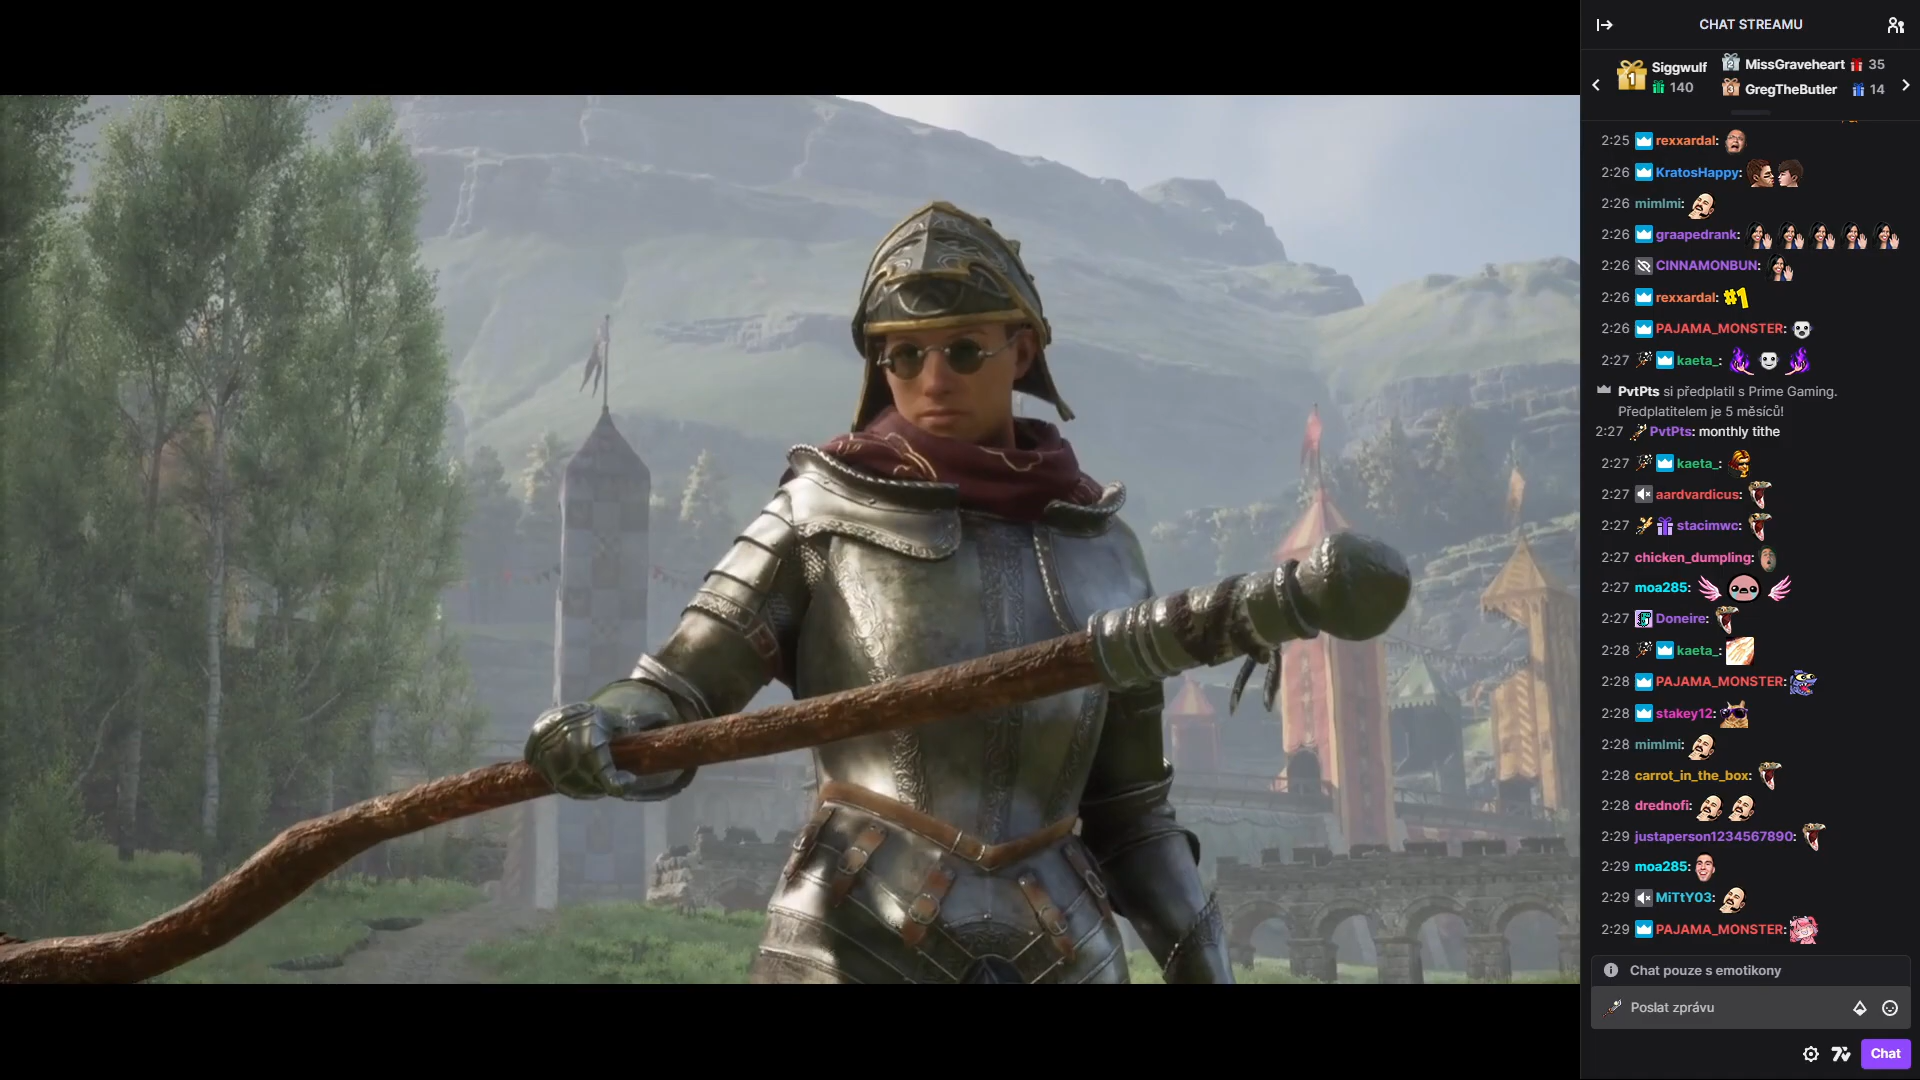 CHAT STREAMU
1
Siggwulf
140
2
MissGraveheart
35
3
GregTheButler
14
2:25 rexxardal:
2:26 KratosHappy:
2:26 mimlmi:
2:26 graapedrank:
2:26 CINNAMONBUN:
2:26 rexxardal: #1
2:26 PAJAMA_MONSTER:
2:27 kaeta_:
PvtPts si předplatil s Prime Gaming.
Předplatitelem je 5 měsíců!
2:27 PvtPts: monthly tithe
2:27 kaeta_:
2:27 aardvardicus:
2:27 stacimwc:
2:27 chicken_dumpling:
2:27 moa285:
2:27 Doneire:
2:28 kaeta_:
2:28 PAJAMA_MONSTER:
2:28 stakey12:
2:28 mimlmi:
2:28 carrot_in_the_box:
2:28 drednofi:
2:29 justaperson1234567890:
2:29 moa285:
2:29 MiTtY03:
2:29 PAJAMA_MONSTER:
Chat pouze s emotikony
Poslat zprávu
Chat